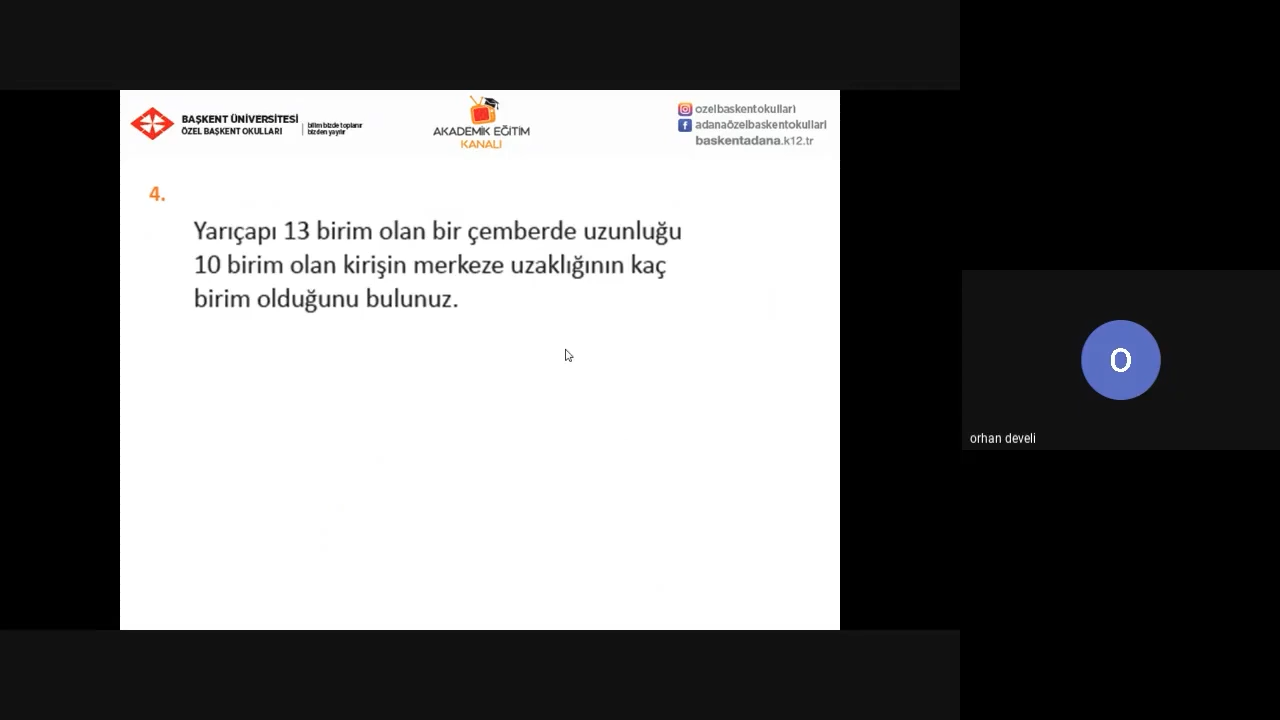 BAŞKENT ÜNİVERSİTESİ
ÖZEL BAŞKENT OKULLARI
bilim bizde toplanır
bizden yayılır
AKADEMİK EĞİTİM
KANALI
ozelbaskentokullari
adanaözelbaskentokullari
baskentadana.k12.tr
4.
Yarıçapı 13 birim olan bir çemberde uzunluğu
10 birim olan kirişin merkeze uzaklığının kaç
birim olduğunu bulunuz.
O
orhan develi